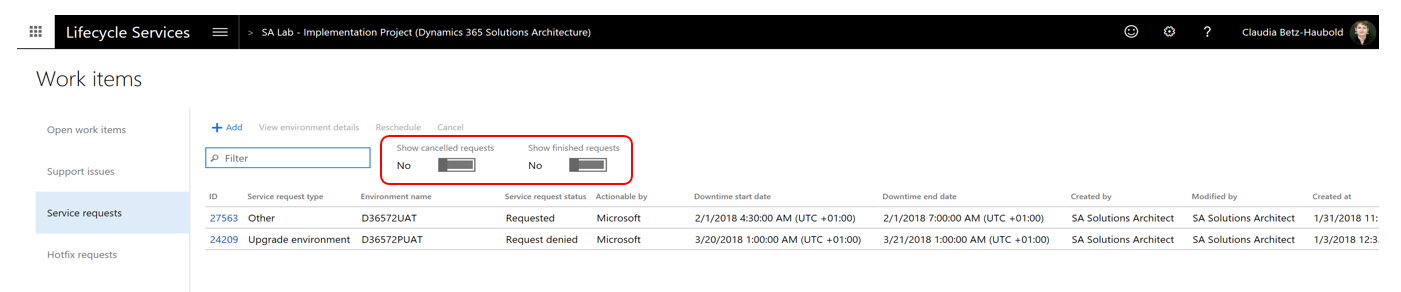 Lifecycle Services > SA Lab - Implementation Project (Dynamics 365 Solutions Architecture) ? Claudia Betz-Haubold
Work items
Open work items
Support issues
Service requests
Hotfix requests
+ Add View environment details Reschedule Cancel
Filter
Show cancelled requests Show finished requests
No No
ID Service request type Environment name Service request status Actionable by Downtime start date Downtime end date Created by Modified by Created at
27563 Other D36572UAT Requested Microsoft 2/1/2018 4:30:00 AM (UTC +01:00) 2/1/2018 7:00:00 AM (UTC +01:00) SA Solutions Architect SA Solutions Architect 1/31/2018 11:
24209 Upgrade environment D36572PUAT Request denied Microsoft 3/20/2018 1:00:00 AM (UTC +01:00) 3/21/2018 1:00:00 AM (UTC +01:00) SA Solutions Architect SA Solutions Architect 1/3/2018 12:3